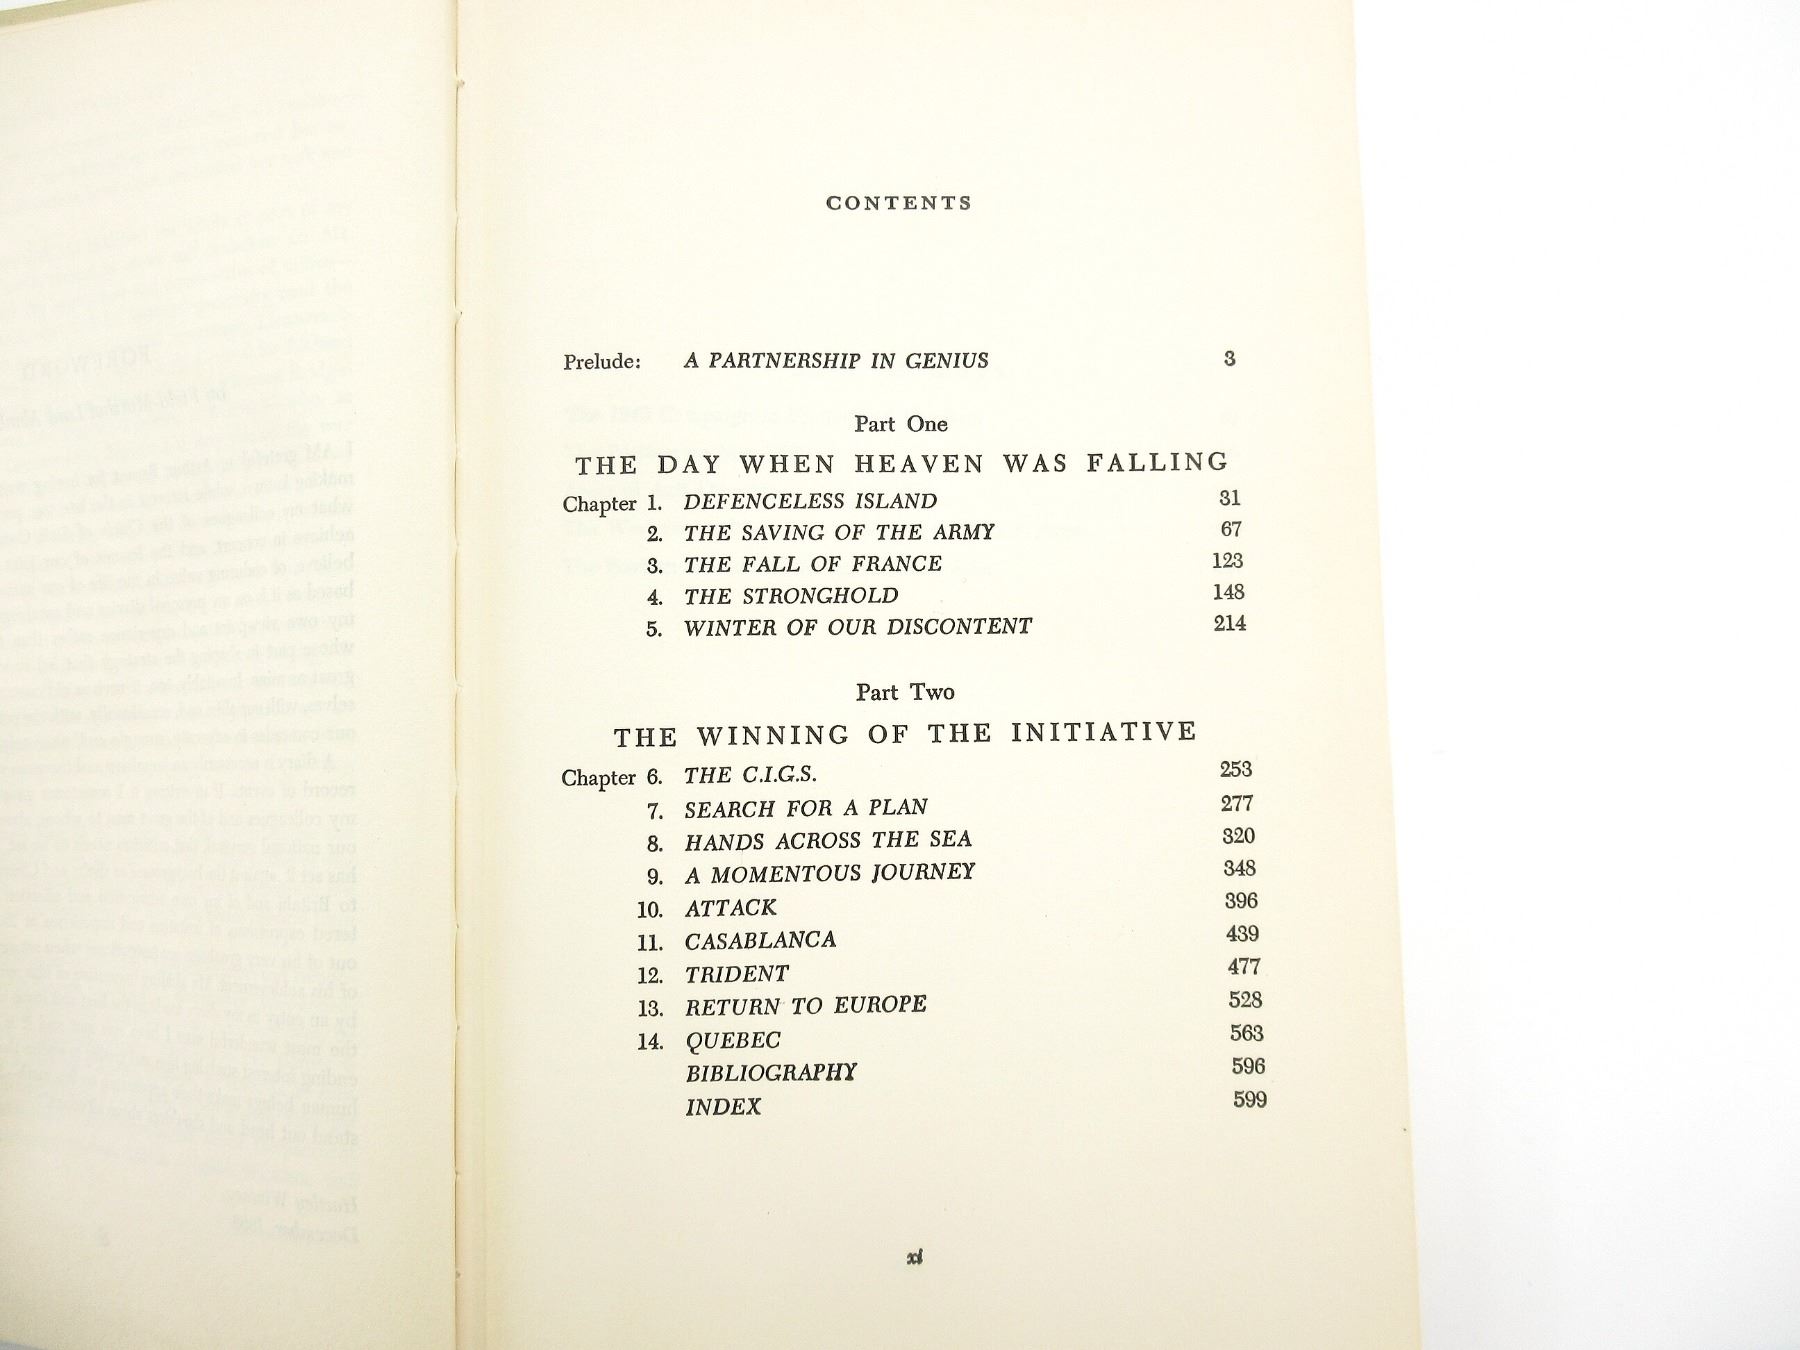 CONTENTS
Prelude: A PARTNERSHIP IN GENIUS 3
Part One
THE DAY WHEN HEAVEN WAS FALLING
Chapter 1. DEFENCELESS ISLAND 31
2. THE SAVING OF THE ARMY 67
3. THE FALL OF FRANCE 123
4. THE STRONGHOLD 148
5. WINTER OF OUR DISCONTENT 214
Part Two
THE WINNING OF THE INITIATIVE
Chapter 6. THE C.I.G.S. 253
7. SEARCH FOR A PLAN 277
8. HANDS ACROSS THE SEA 320
9. A MOMENTOUS JOURNEY 348
10. ATTACK 396
11. CASABLANCA 439
12. TRIDENT 477
13. RETURN TO EUROPE 528
14. QUEBEC 563
BIBLIOGRAPHY 596
INDEX 599
xi